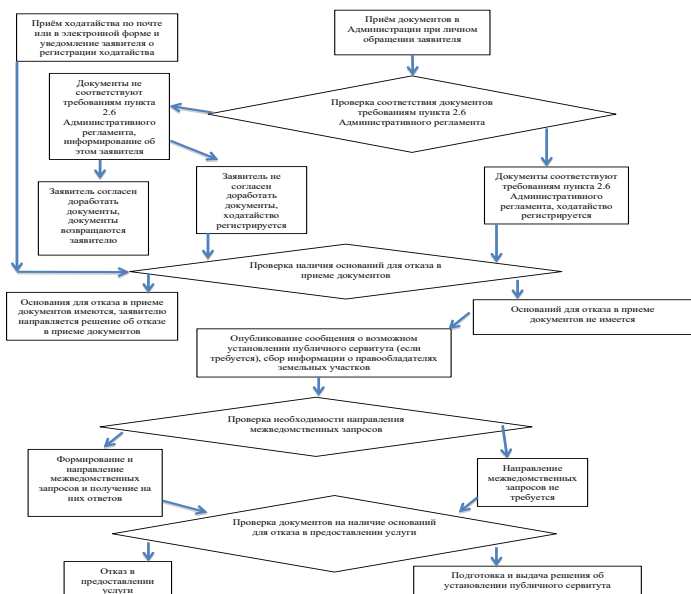 Приём ходатайства по почте
или в электронной форме и
уведомление заявителя о
регистрации ходатайства
Приём документов в
Администрации при личном
обращении заявителя
Документы не
соответствуют
требованиям пункта
2.6
Административного
регламента,
информирование об
этом заявителя
Проверка соответствия документов
требованиям пункта 2.6
Административного регламента
Заявитель согласен
доработать
документы,
документы
возвращаются
заявителю
Заявитель не
согласен
доработать
документы,
ходатайство
регистрируется
Документы соответствуют
требованиям пункта 2.6
Административного
регламента, ходатайство
регистрируется
Проверка наличия оснований для отказа в
приеме документов
Основания для отказа в приеме
документов имеются, заявителю
направляется решение об отказе
в приеме документов
Оснований для отказа в приеме
документов не имеется
Опубликование сообщения о возможном
установлении публичного сервитута (если
требуется), сбор информации о правообладателях
земельных участков
Проверка необходимости направления
межведомственных запросов
Формирование и
направление
межведомственных
запросов и получение на
них ответов
Направление
межведомственных
запросов не
требуется
Проверка документов на наличие оснований
для отказа в предоставлении услуги
Отказ в
предоставлении
услуги
Подготовка и выдача решения об
установлении публичного сервитута